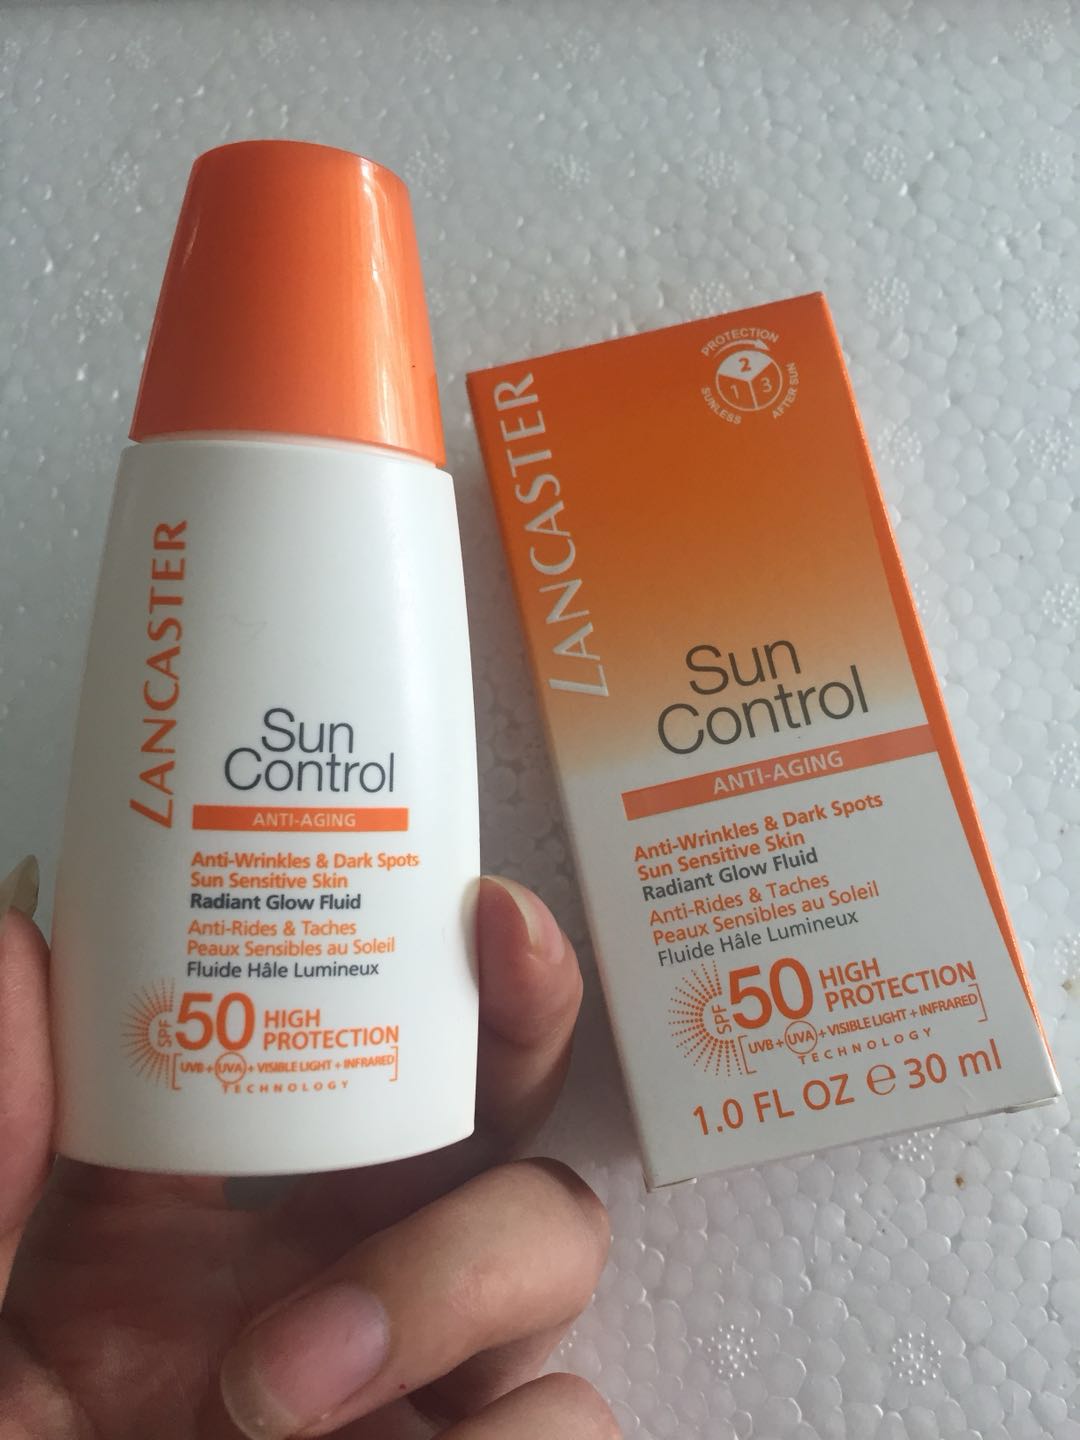 LANCASTER
Sun
Control
ANTI-AGING
Anti-Wrinkles & Dark Spots
Sun Sensitive Skin
Radiant Glow Fluid
Anti-Rides & Taches
Peaux Sensibles au Soleil
Fluide Hâle Lumineux
SPF 50 HIGH
PROTECTION
[UVB + UVA + VISIBLE LIGHT + INFRARED]
TECHNOLOGY
PROTECTION
2
1 3
SUNLESS
AFTER SUN
LANCASTER
Sun
Control
ANTI-AGING
Anti-Wrinkles & Dark Spots
Sun Sensitive Skin
Radiant Glow Fluid
Anti-Rides & Taches
Peaux Sensibles au Soleil
Fluide Hâle Lumineux
SPF 50 HIGH
PROTECTION
[UVB + UVA + VISIBLE LIGHT + INFRARED]
TECHNOLOGY
1.0 FL OZ ℮ 30 ml